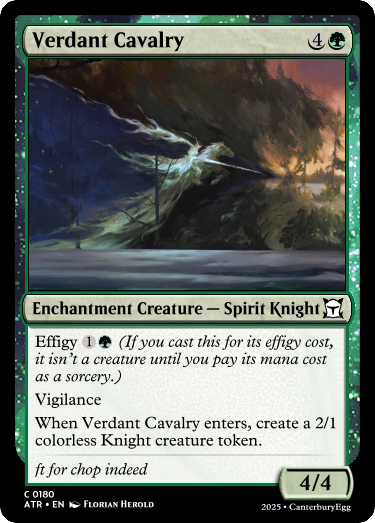 Verdant Cavalry 4
Enchantment Creature — Spirit Knight
Effigy 1 (If you cast this for its effigy cost,
it isn't a creature until you pay its mana cost
as a sorcery.)
Vigilance
When Verdant Cavalry enters, create a 2/1
colorless Knight creature token.
ft for chop indeed
4/4
C 0180
ATR • EN Florian Herold
2025 • CanterburyEgg